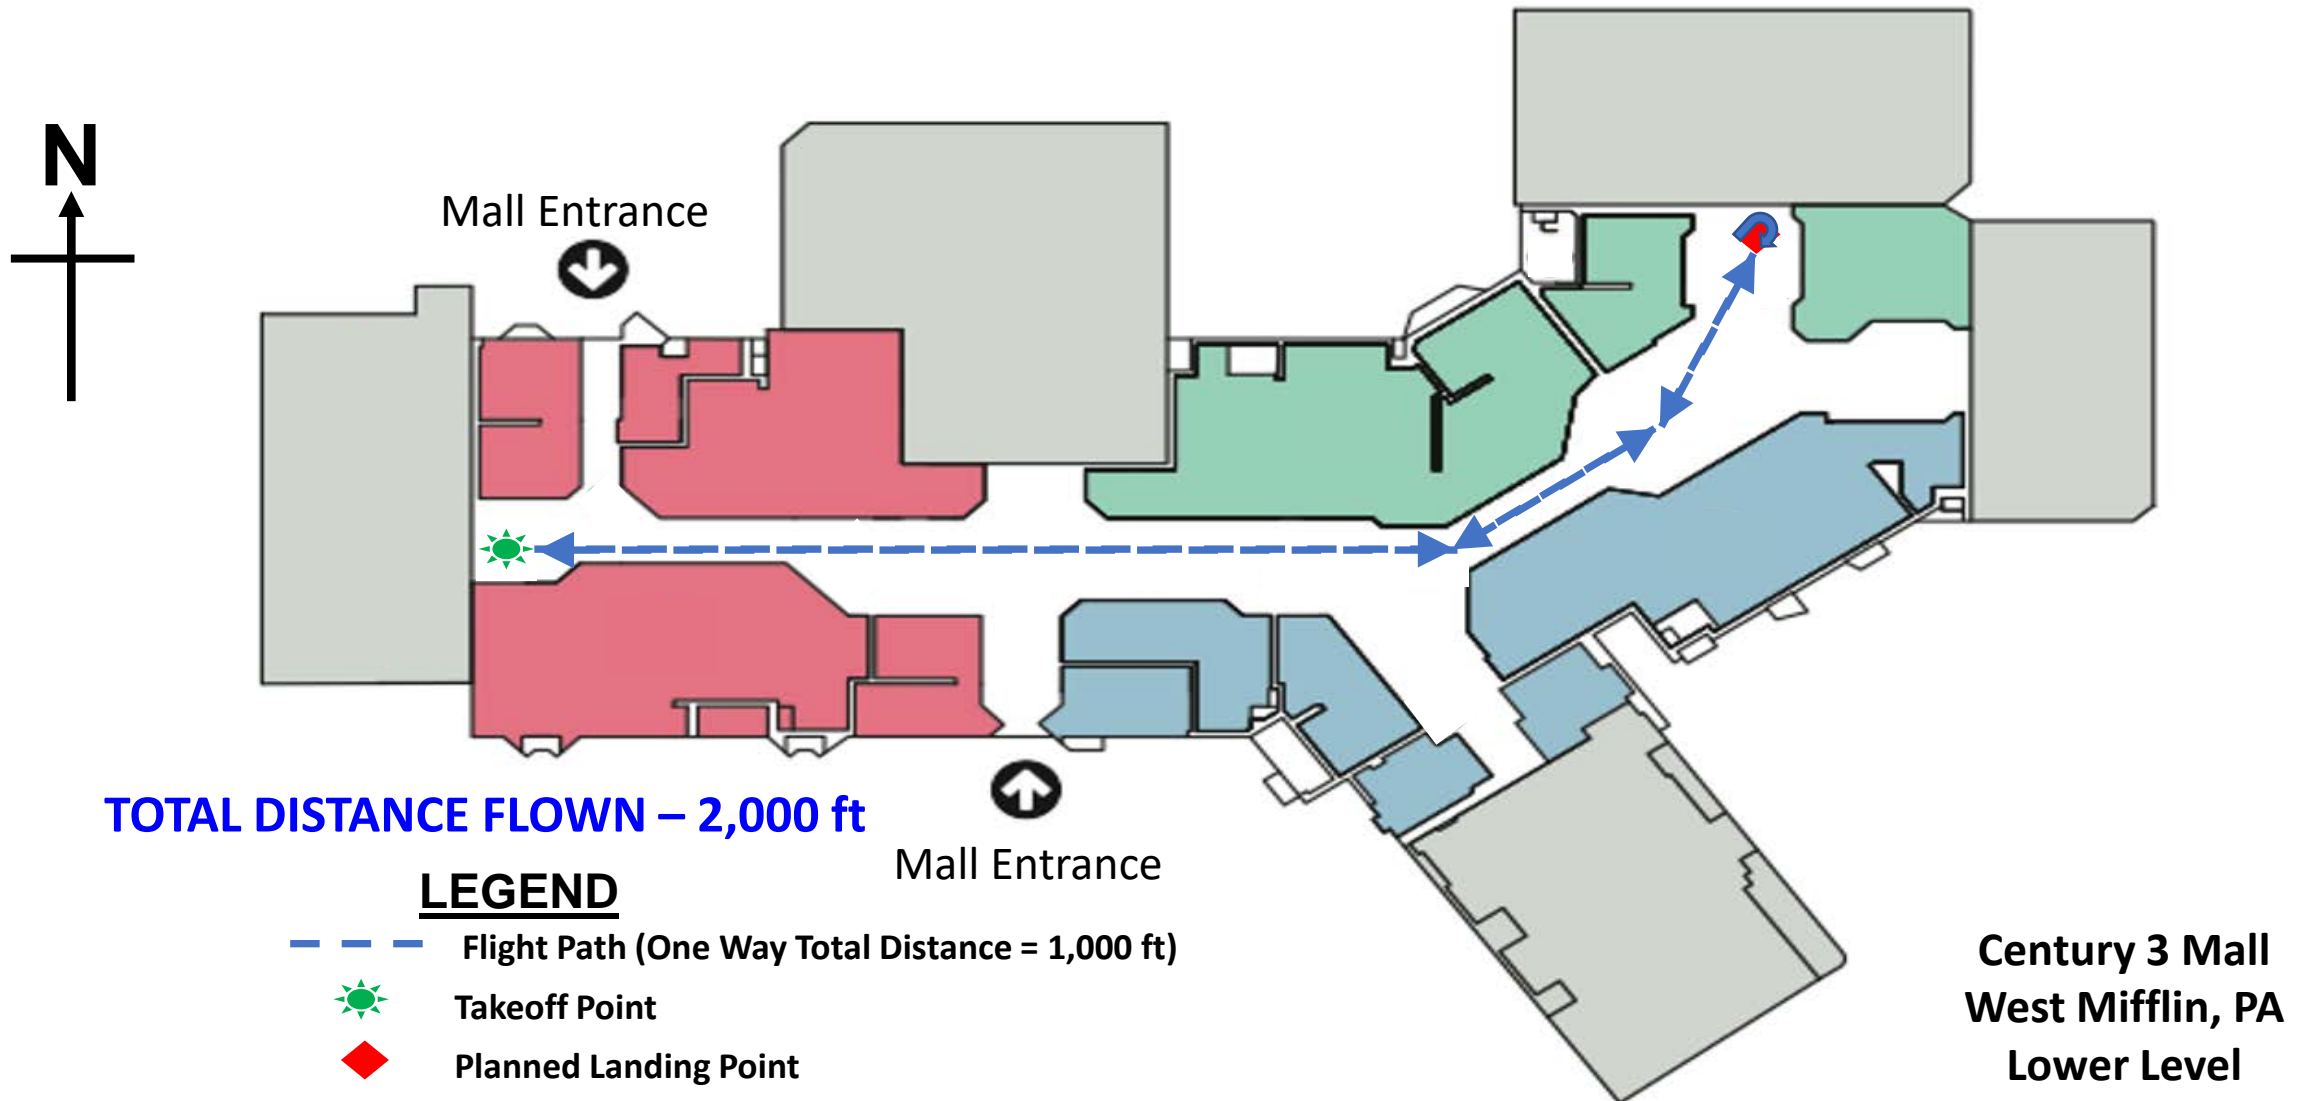 N
Mall Entrance
TOTAL DISTANCE FLOWN – 2,000 ft
Mall Entrance
LEGEND
Flight Path (One Way Total Distance = 1,000 ft)
Takeoff Point
Planned Landing Point
Century 3 Mall
West Mifflin, PA
Lower Level